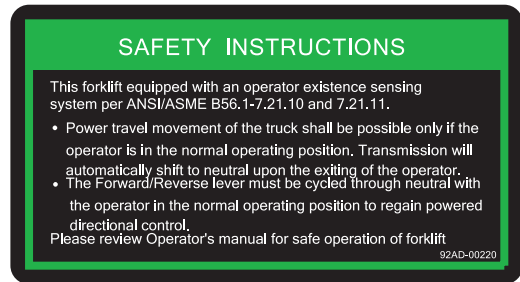 SAFETY INSTRUCTIONS
This forklift equipped with an operator existence sensing
system per ANSI/ASME B56.1-7.21.10 and 7.21.11.
• Power travel movement of the truck shall be possible only if the
operator is in the normal operating position. Transmission will
automatically shift to neutral upon the exiting of the operator.
• The Forward/Reverse lever must be cycled through neutral with
the operator in the normal operating position to regain powered
directional control.
Please review Operator's manual for safe operation of forklift
92AD-00220